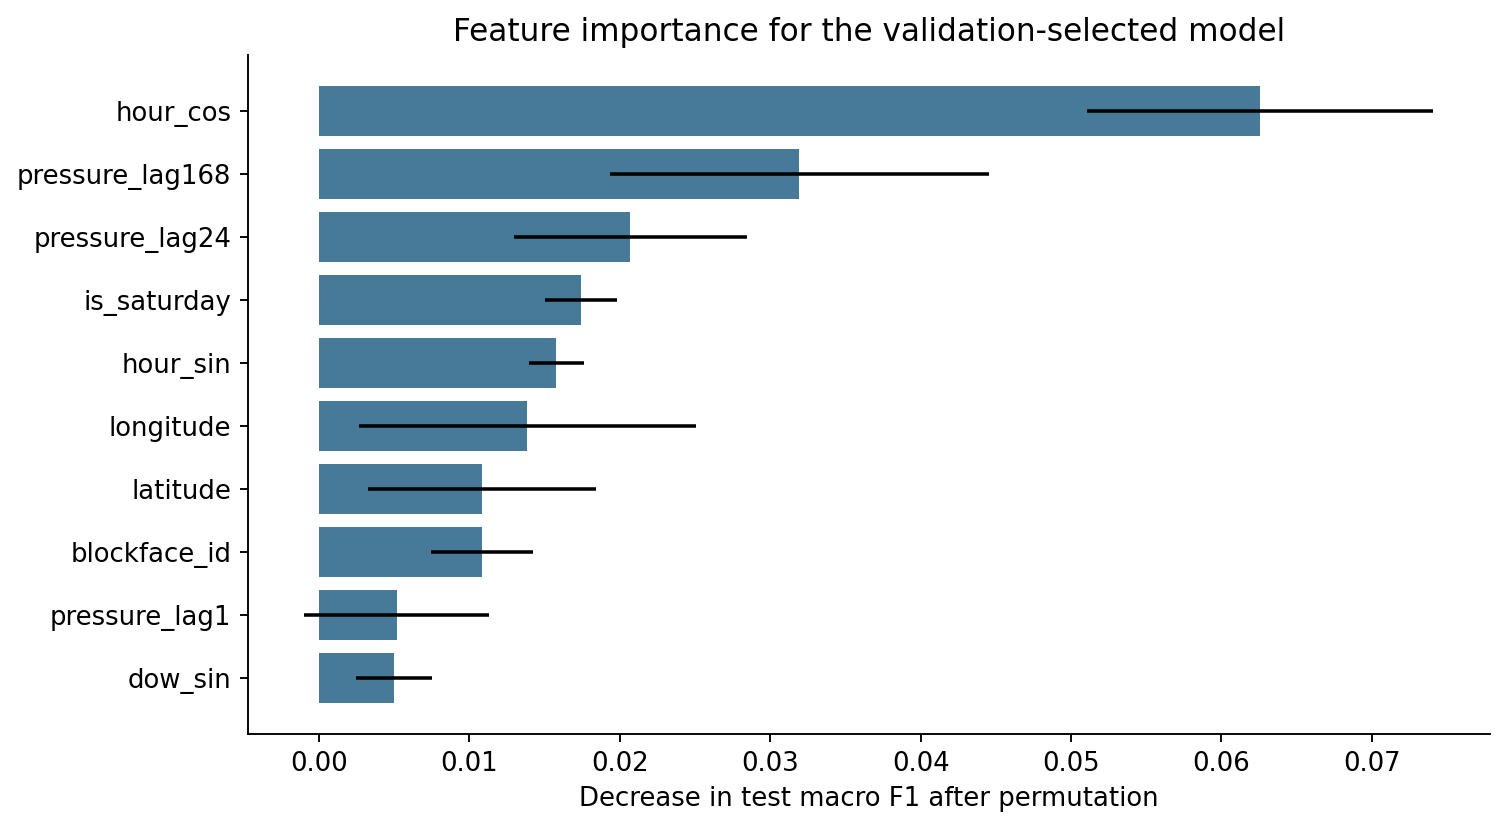 Feature importance for the validation-selected model
hour_cos
pressure_lag168
pressure_lag24
is_saturday
hour_sin
longitude
latitude
blockface_id
pressure_lag1
dow_sin
0.00 0.01 0.02 0.03 0.04 0.05 0.06 0.07
Decrease in test macro F1 after permutation